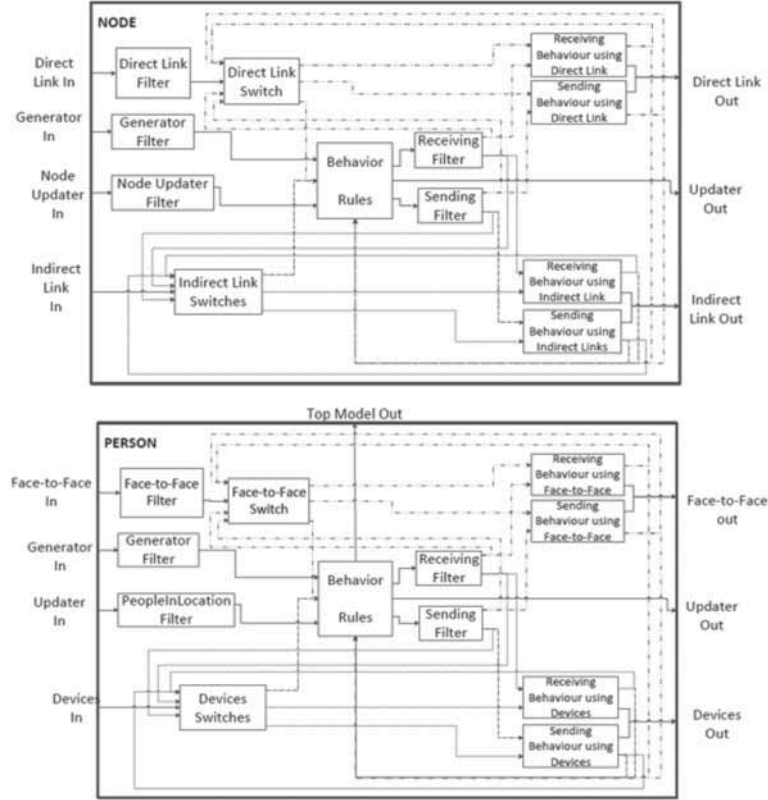 NODE
Direct
Link In
Direct Link
Filter
Direct Link
Switch
Receiving
Behaviour using
Direct Link
Sending
Behaviour using
Direct Link
Direct Link
Out
Generator
In
Generator
Filter
Node
Updater
In
Node Updater
Filter
Behavior
Rules
Receiving
Filter
Sending
Filter
Updater
Out
Indirect
Link
In
Indirect Link
Switches
Receiving
Behaviour using
Indirect Link
Sending
Behaviour using
Indirect Links
Indirect
Link Out
Top Model Out
PERSON
Face-to-Face
In
Face-to-Face
Filter
Face-to-Face
Switch
Receiving
Behaviour using
Face-to-Face
Sending
Behaviour using
Face-to-Face
Face-to-Face
out
Generator
In
Generator
Filter
Updater
In
PeopleInLocation
Filter
Behavior
Rules
Receiving
Filter
Sending
Filter
Updater
Out
Devices
In
Devices
Switches
Receiving
Behaviour using
Devices
Sending
Behaviour using
Devices
Devices
Out